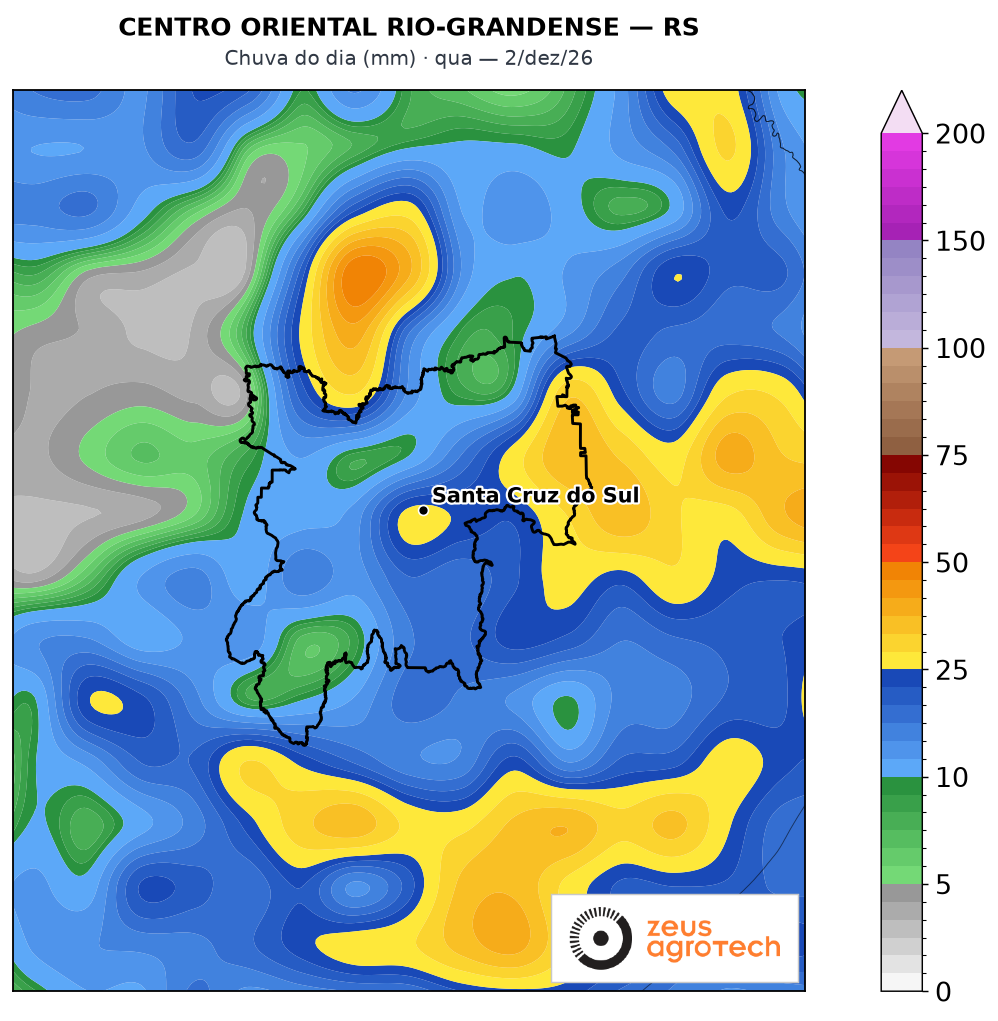 CENTRO ORIENTAL RIO-GRANDENSE — RS
Chuva do dia (mm) · qua — 2/dez/26
200
150
100
75
50
25
10
5
0
Santa Cruz do Sul
zeus
agrotech